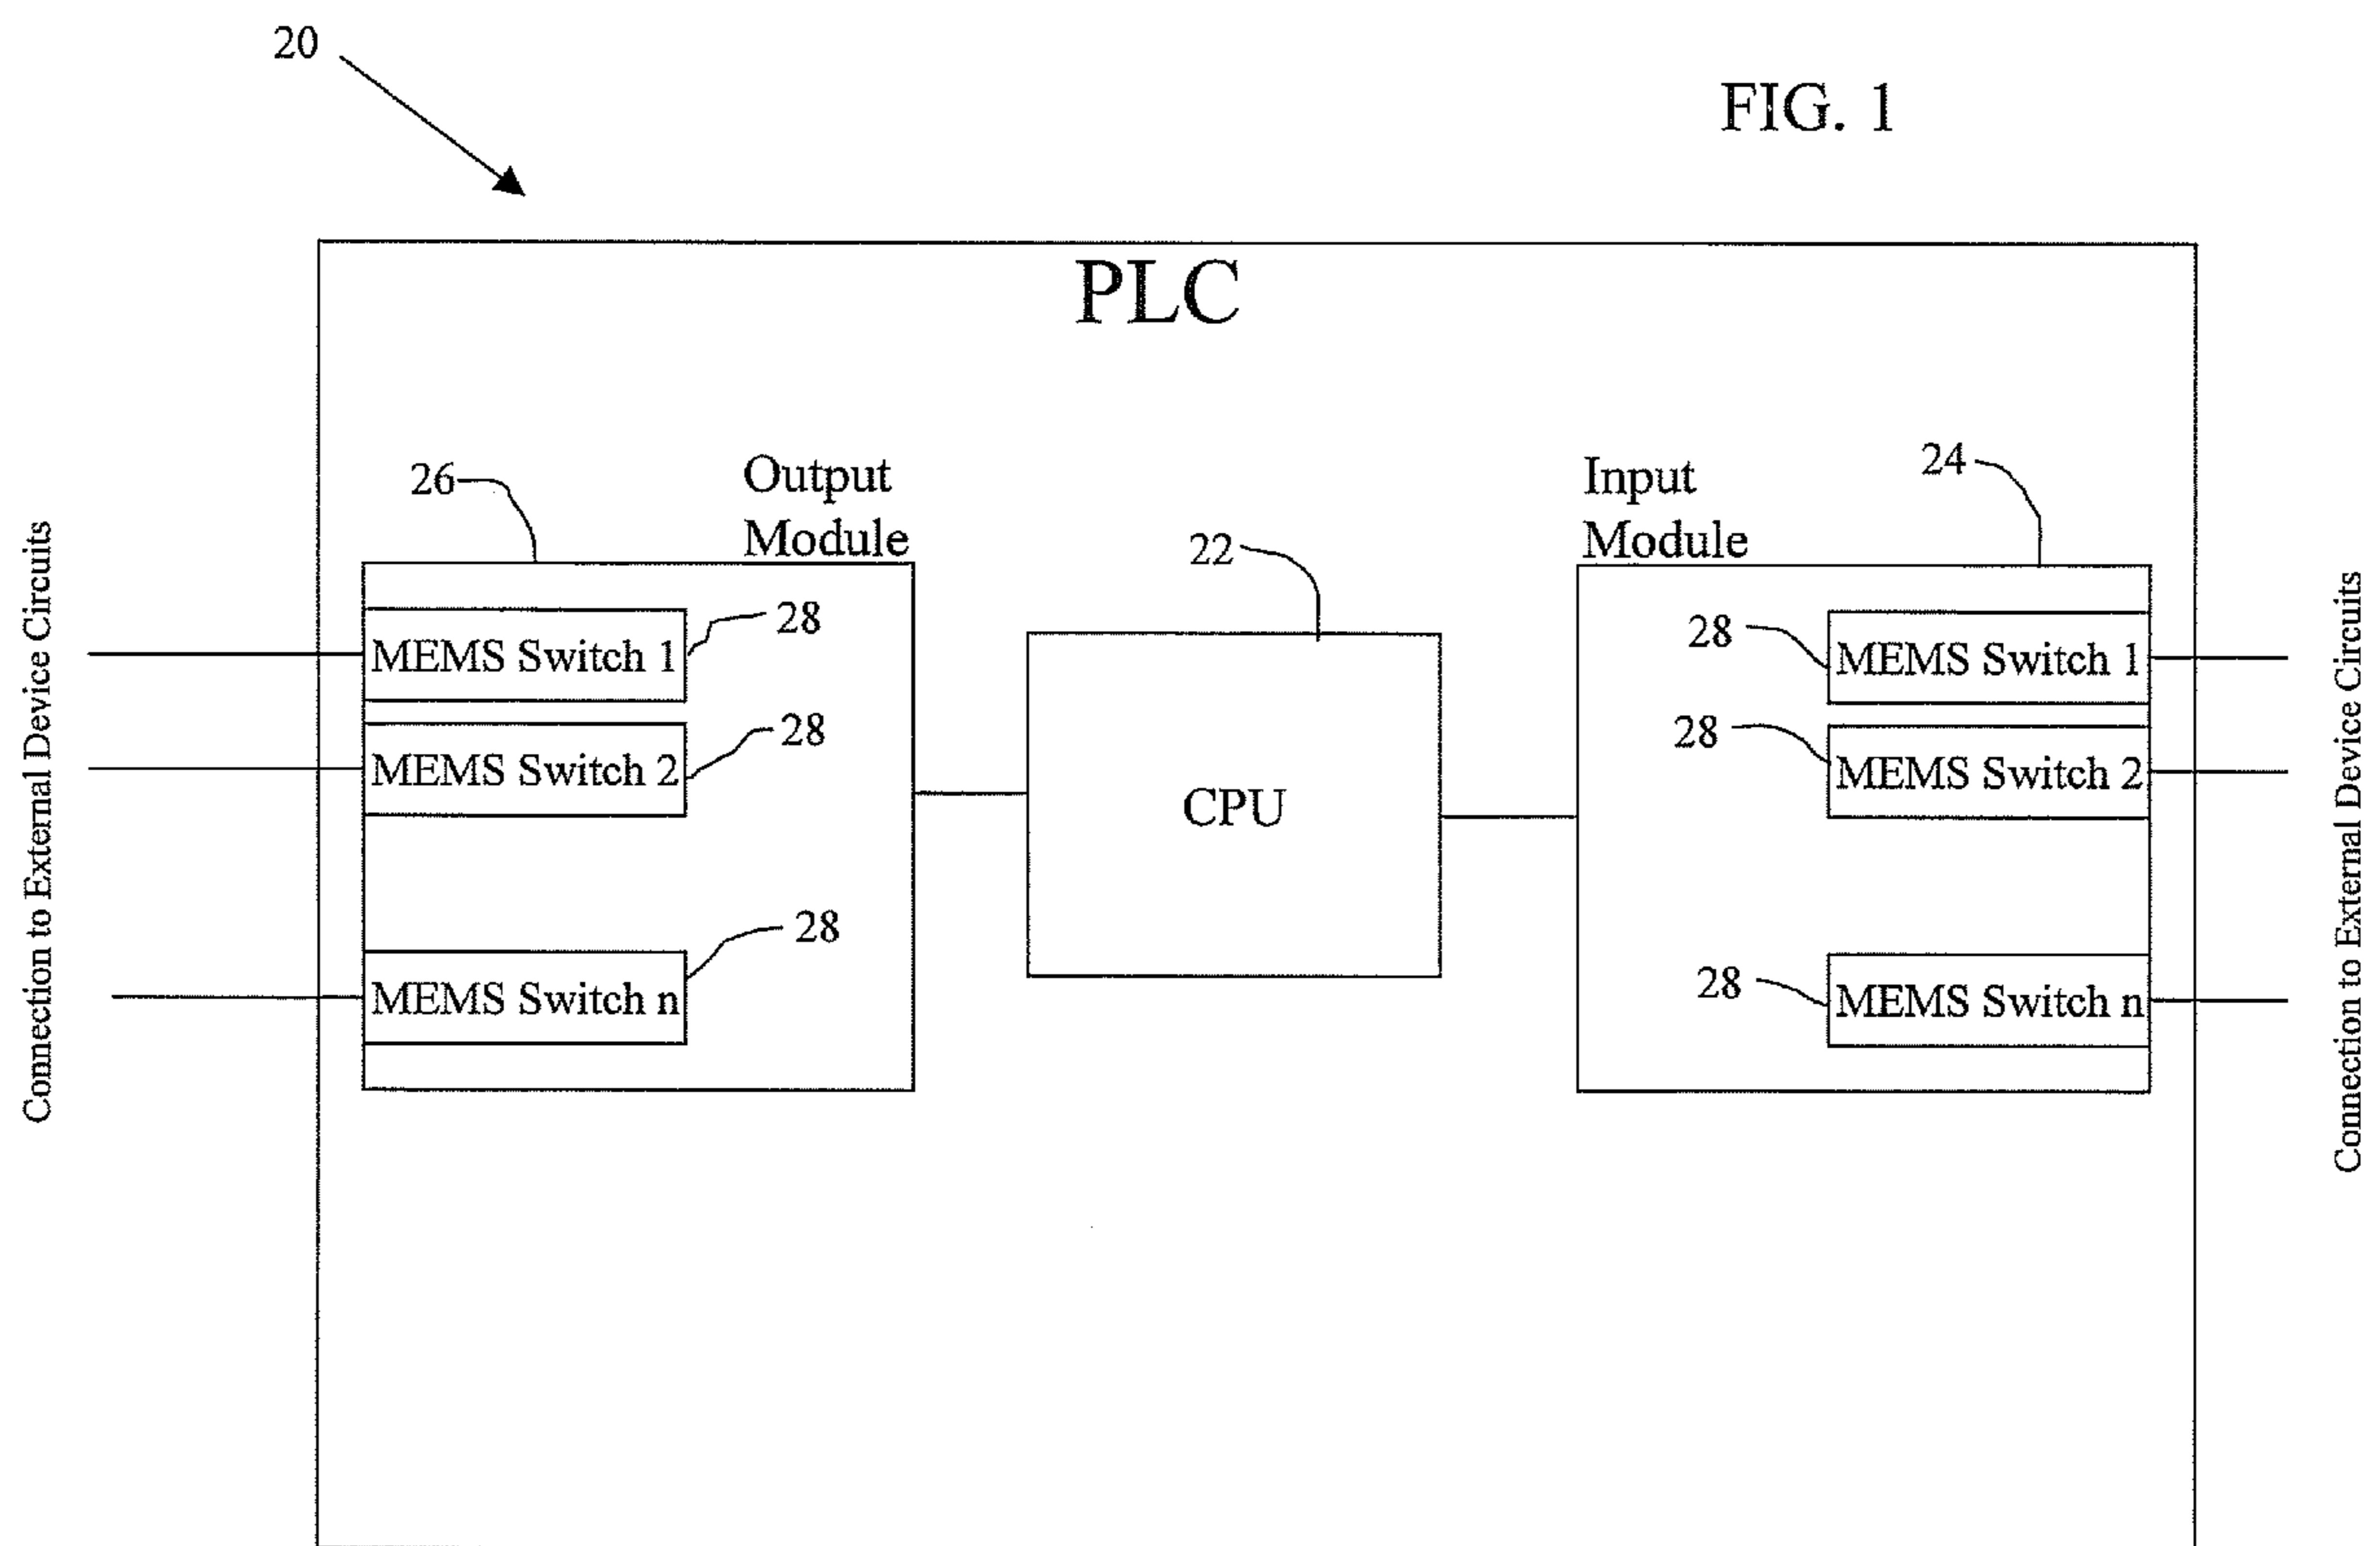 20
FIG. 1
PLC
26
Output
Module
22
Input
Module
24
Connection to External Device Circuits
MEMS Switch 1
28
MEMS Switch 2
28
MEMS Switch n
28
CPU
28
MEMS Switch 1
28
MEMS Switch 2
28
MEMS Switch n
Connection to External Device Circuits